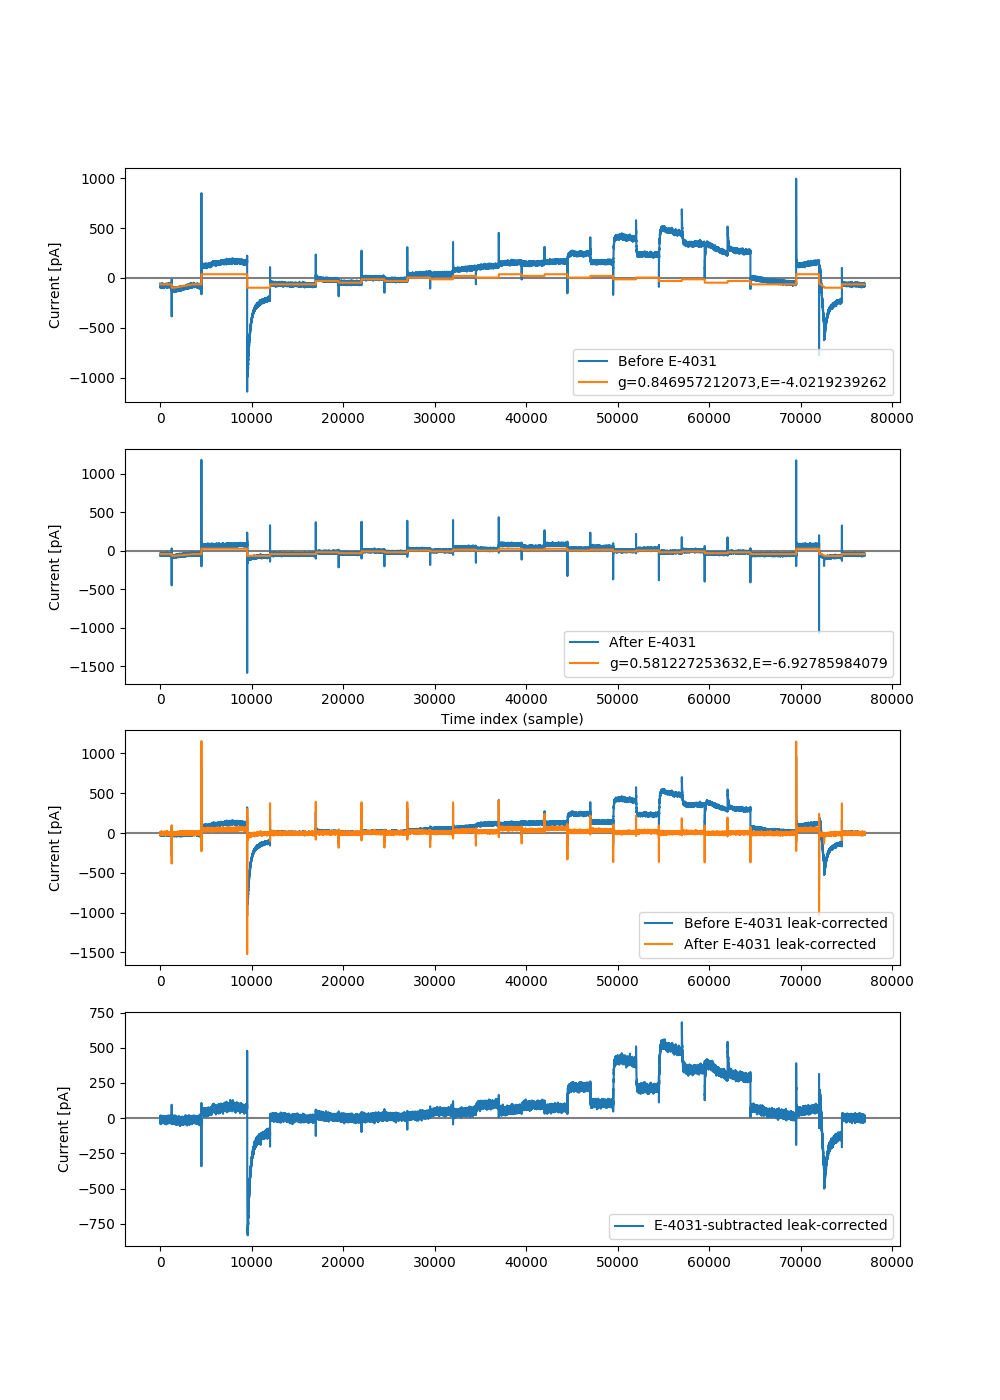 1000
500
0
−500
−1000
Current [pA]
Before E-4031
g=0.846957212073,E=-4.0219239262
0 10000 20000 30000 40000 50000 60000 70000 80000
1000
500
0
−500
−1000
−1500
Current [pA]
After E-4031
g=0.581227253632,E=-6.92785984079
0 10000 20000 30000 40000 50000 60000 70000 80000
Time index (sample)
1000
500
0
−500
−1000
−1500
Current [pA]
Before E-4031 leak-corrected
After E-4031 leak-corrected
0 10000 20000 30000 40000 50000 60000 70000 80000
750
500
250
0
−250
−500
−750
Current [pA]
E-4031-subtracted leak-corrected
0 10000 20000 30000 40000 50000 60000 70000 80000